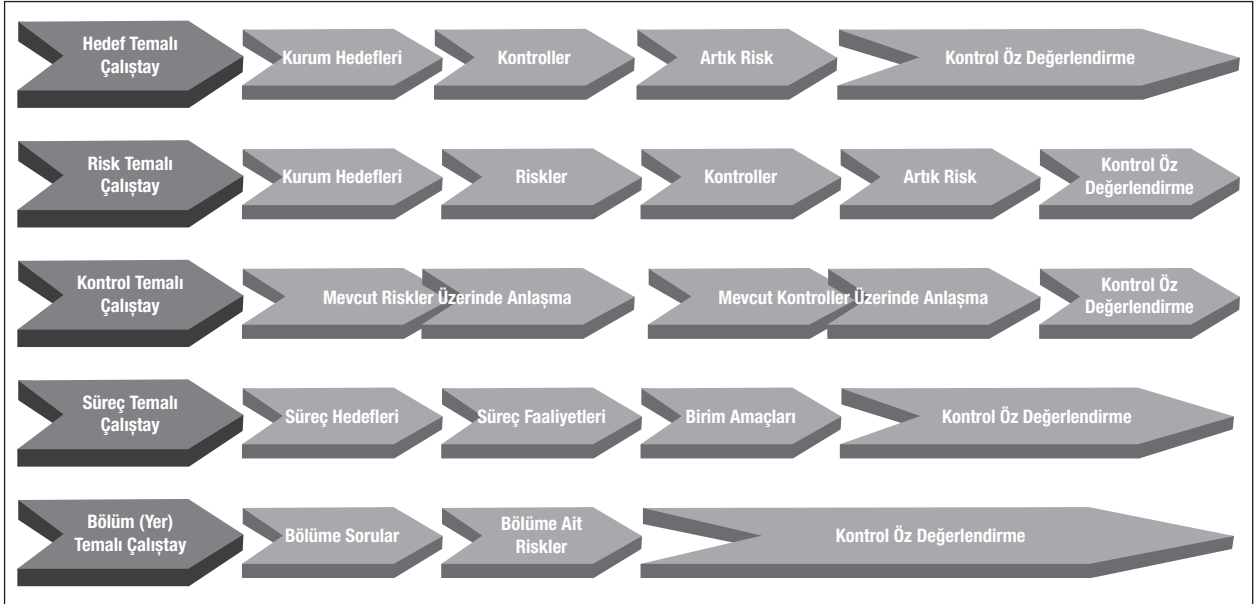 Hedef Temalı
Çalıştay
Kurum Hedefleri
Kontroller
Artık Risk
Kontrol Öz Değerlendirme
Risk Temalı
Çalıştay
Kurum Hedefleri
Riskler
Kontroller
Artık Risk
Kontrol Öz
Değerlendirme
Kontrol Temalı
Çalıştay
Mevcut Riskler Üzerinde Anlaşma
Mevcut Kontroller Üzerinde Anlaşma
Kontrol Öz
Değerlendirme
Süreç Temalı
Çalıştay
Süreç Hedefleri
Süreç Faaliyetleri
Birim Amaçları
Kontrol Öz Değerlendirme
Bölüm (Yer)
Temalı Çalıştay
Bölüme Sorular
Bölüme Ait
Riskler
Kontrol Öz Değerlendirme